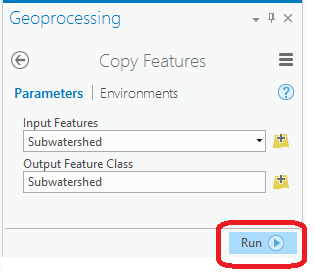 Geoprocessing
Copy Features
Parameters | Environments
Input Features
Subwatershed
Output Feature Class
Subwatershed
Run